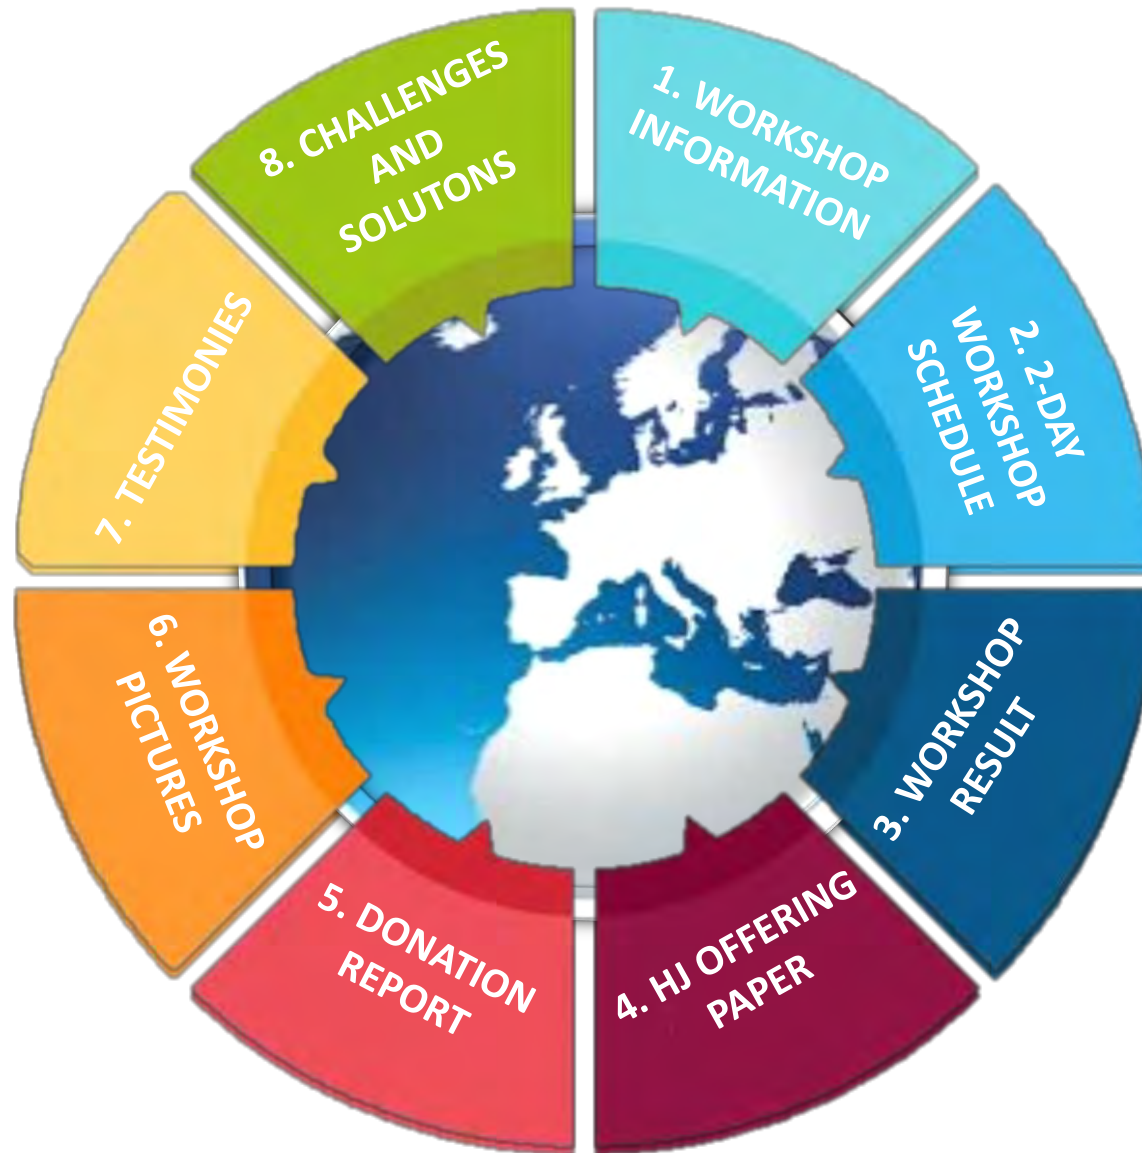 1. WORKSHOP
INFORMATION
2. 2-DAY
WORKSHOP
SCHEDULE
3. WORKSHOP
RESULT
4. HJ OFFERING
PAPER
5. DONATION
REPORT
6. WORKSHOP
PICTURES
7. TESTIMONIES
8. CHALLENGES
AND
SOLUTONS